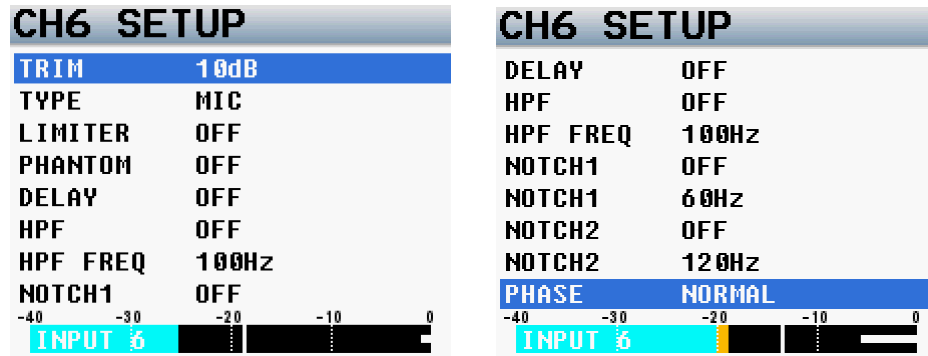 CH6 SETUP
TRIM 10dB
TYPE MIC
LIMITER OFF
PHANTOM OFF
DELAY OFF
HPF OFF
HPF FREQ 100Hz
NOTCH1 OFF
-40 -30 -20 -10 0
INPUT 6
CH6 SETUP
DELAY OFF
HPF OFF
HPF FREQ 100Hz
NOTCH1 OFF
NOTCH1 60Hz
NOTCH2 OFF
NOTCH2 120Hz
PHASE NORMAL
-40 -30 -20 -10 0
INPUT 6